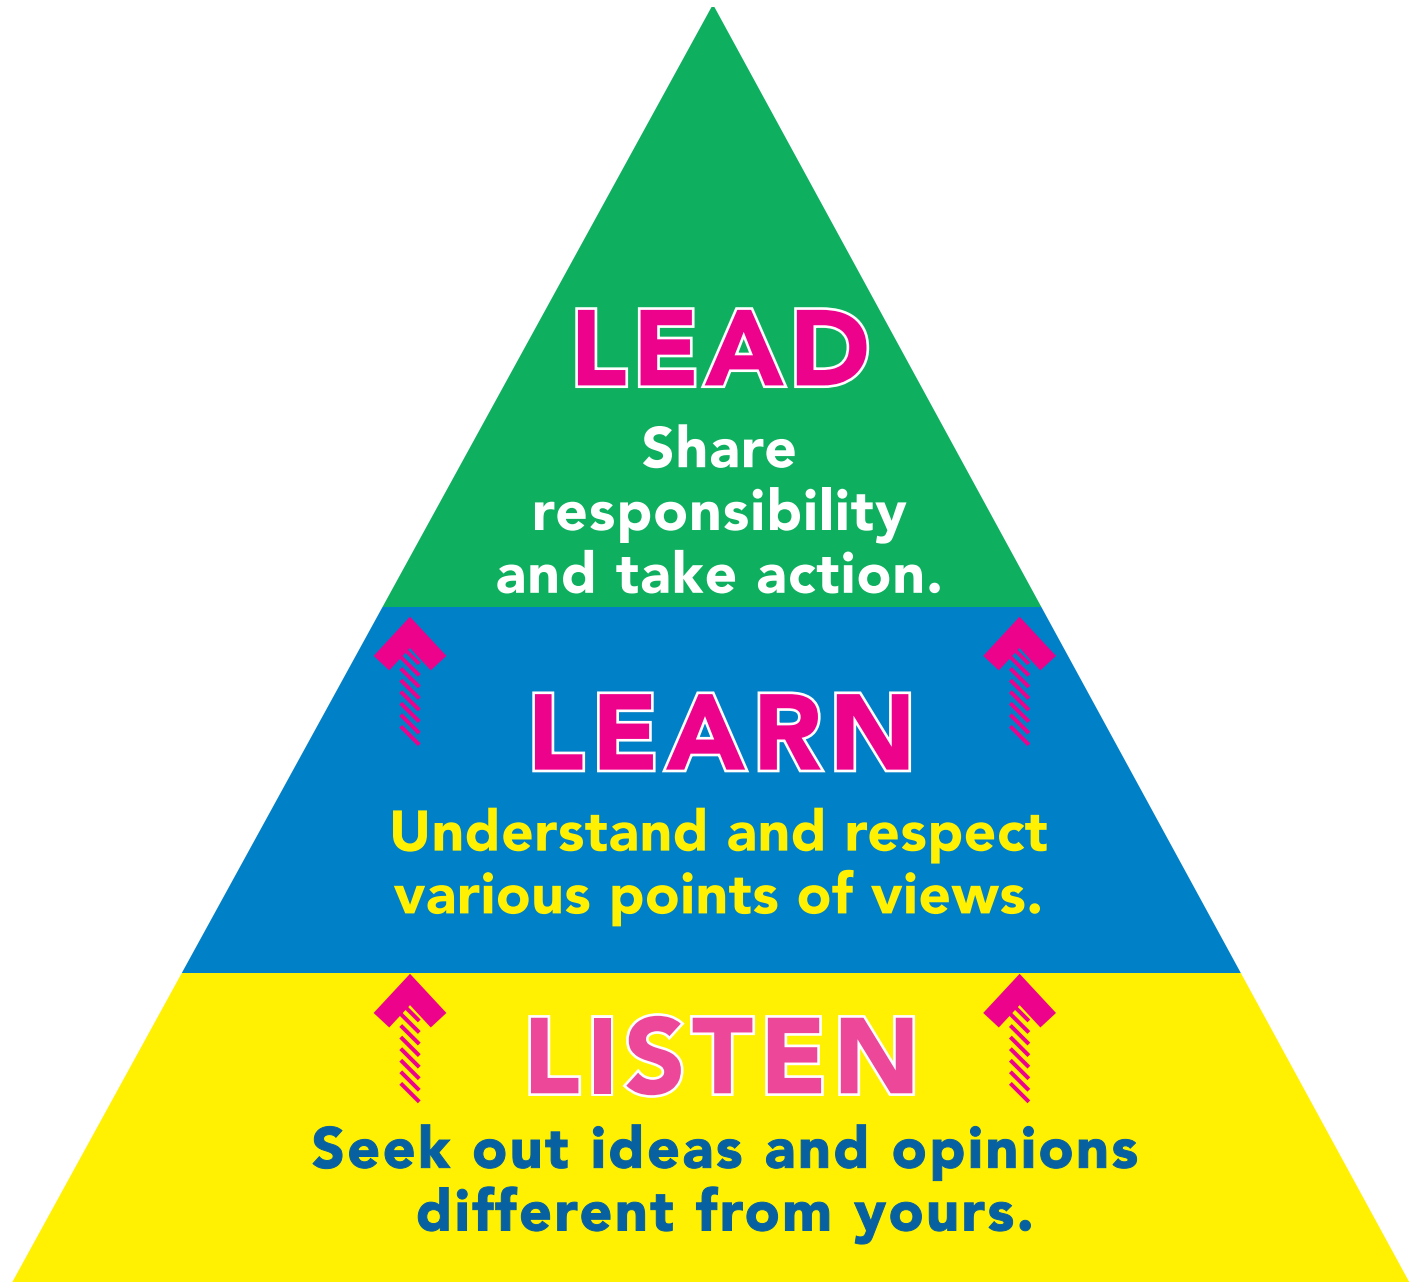 LEAD
Share
responsibility
and take action.
LEARN
Understand and respect
various points of views.
LISTEN
Seek out ideas and opinions
different from yours.